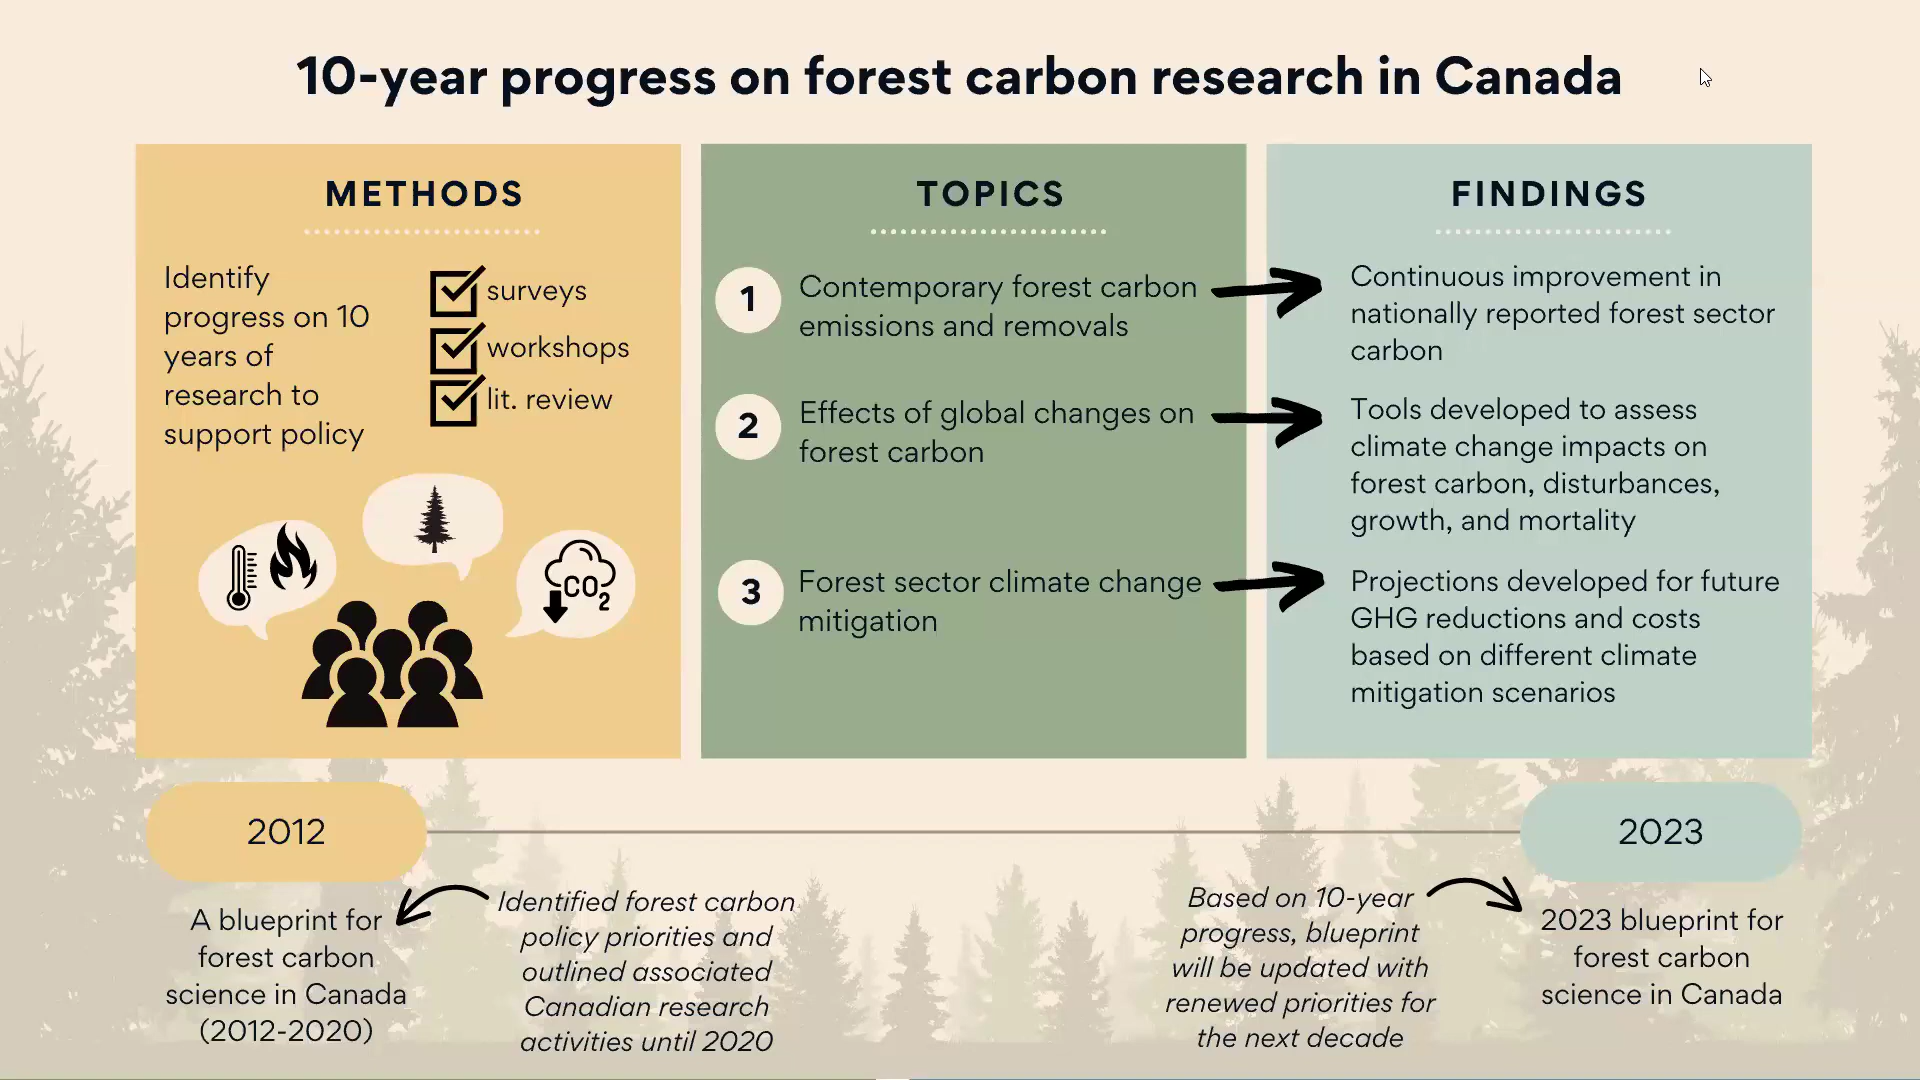 10-year progress on forest carbon research in Canada
METHODS
Identify
progress on 10
years of
research to
support policy
surveys
workshops
lit. review
CO2
TOPICS
1
Contemporary forest carbon
emissions and removals
2
Effects of global changes on
forest carbon
3
Forest sector climate change
mitigation
FINDINGS
Continuous improvement in
nationally reported forest sector
carbon
Tools developed to assess
climate change impacts on
forest carbon, disturbances,
growth, and mortality
Projections developed for future
GHG reductions and costs
based on different climate
mitigation scenarios
2012
A blueprint for
forest carbon
science in Canada
(2012-2020)
Identified forest carbon
policy priorities and
outlined associated
Canadian research
activities until 2020
Based on 10-year
progress, blueprint
will be updated with
renewed priorities for
the next decade
2023
2023 blueprint for
forest carbon
science in Canada